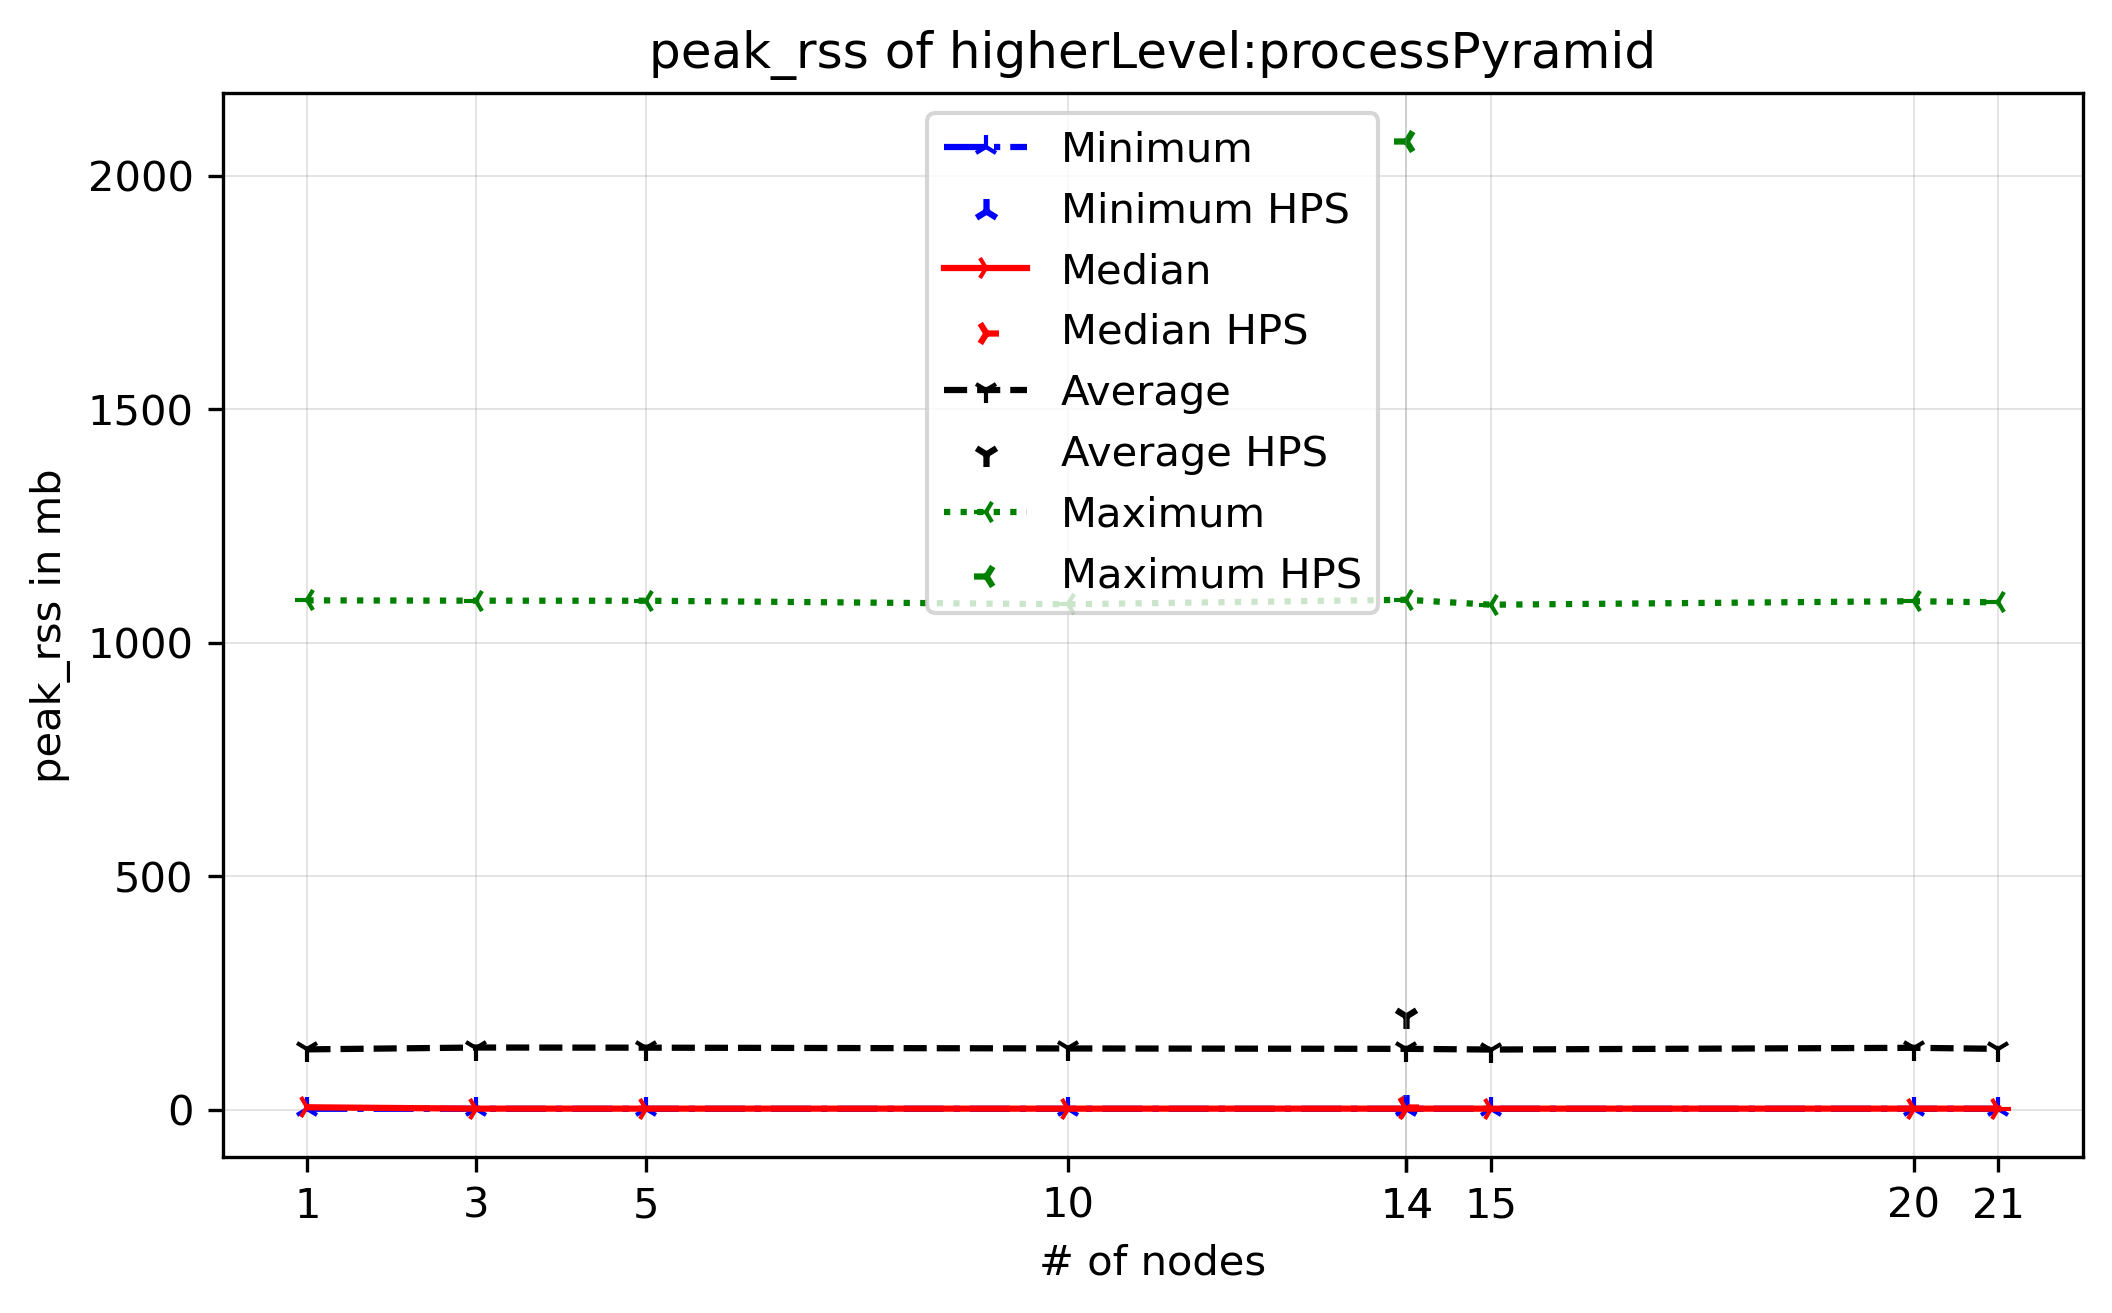 peak_rss of higherLevel:processPyramid
peak_rss in mb
2000
1500
1000
500
0
Minimum
Minimum HPS
Median
Median HPS
Average
Average HPS
Maximum
Maximum HPS
1 3 5 10 14 15 20 21
# of nodes